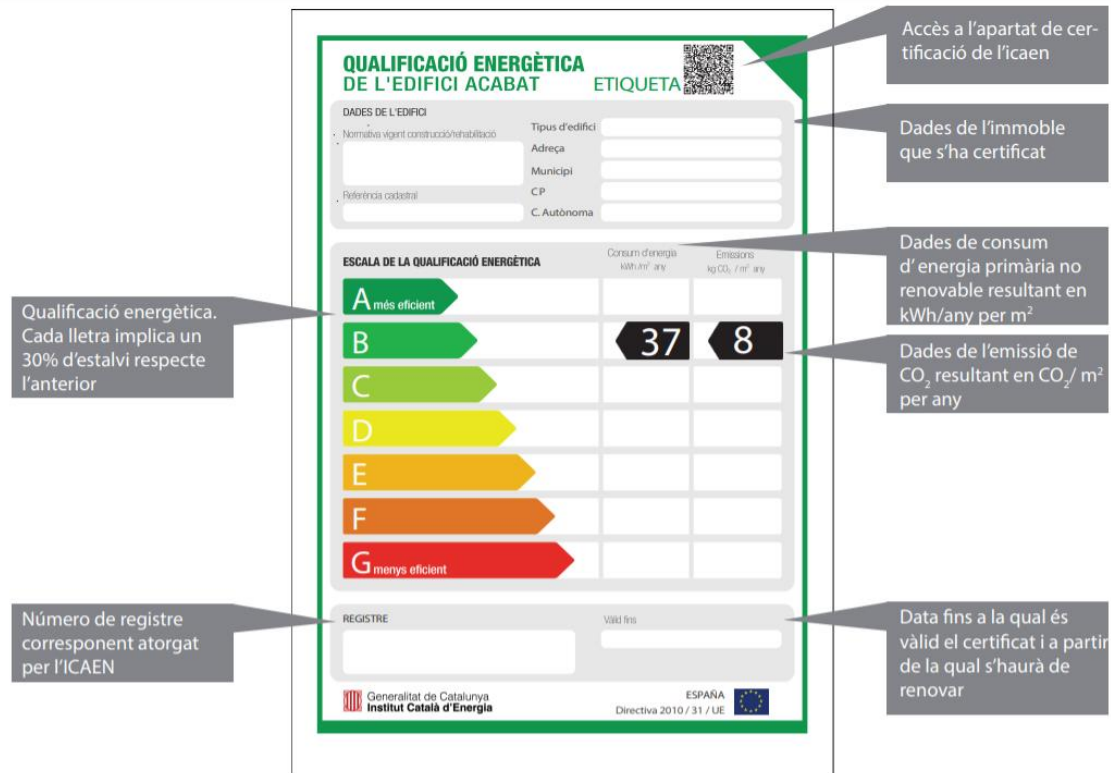 QUALIFICACIÓ ENERGÈTICA
DE L'EDIFICI ACABAT
ETIQUETA
Accès a l'apartat de cer-
tificació de l'icaen
DADES DE L'EDIFICI
Normativa vigent construcció/rehabilitació
Referència cadastral
Tipus d'edifici
Adreça
Municipi
CP
C. Autònoma
Dades de l'immoble
que s'ha certificat
ESCALA DE LA QUALIFICACIÓ ENERGÈTICA
Consum d'energia
kWh /m² any
Emissions
kg CO₂ / m² any
Dades de consum
d' energia primària no
renovable resultant en
kWh/any per m²
A més eficient
B
37
8
C
D
E
F
G menys eficient
Qualificació energètica.
Cada lletra implica un
30% d'estalvi respecte
l'anterior
Dades de l'emissió de
CO₂ resultant en CO₂/ m²
per any
REGISTRE
Vàlid fins
Número de registre
corresponent atorgat
per l'ICAEN
Data fins a la qual és
vàlid el certificat i a partir
de la qual s'haurà de
renovar
Generalitat de Catalunya
Institut Català d'Energia
ESPAÑA
Directiva 2010 / 31 / UE